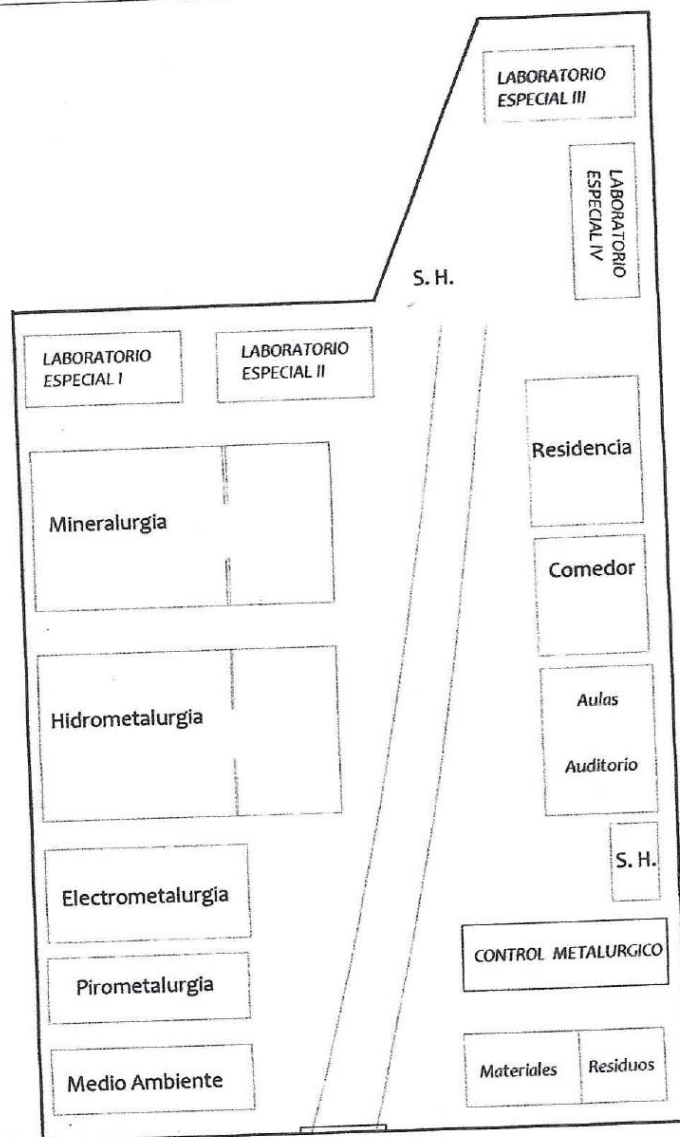 LABORATORIO
ESPECIAL III
LABORATORIO
ESPECIAL IV
S. H.
LABORATORIO
ESPECIAL I
LABORATORIO
ESPECIAL II
Residencia
Mineralurgia
Comedor
Hidrometalurgia
Aulas
Auditorio
S. H.
Electrometalurgia
CONTROL METALURGICO
Pirometalurgia
Medio Ambiente
Materiales
Residuos